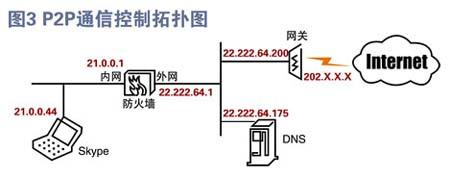 图3 P2P通信控制拓扑图
网关
22.222.64.200
Internet
202.X.X.X
21.0.0.1
内网
外网
防火墙
22.222.64.1
21.0.0.44
22.222.64.175
Skype
DNS